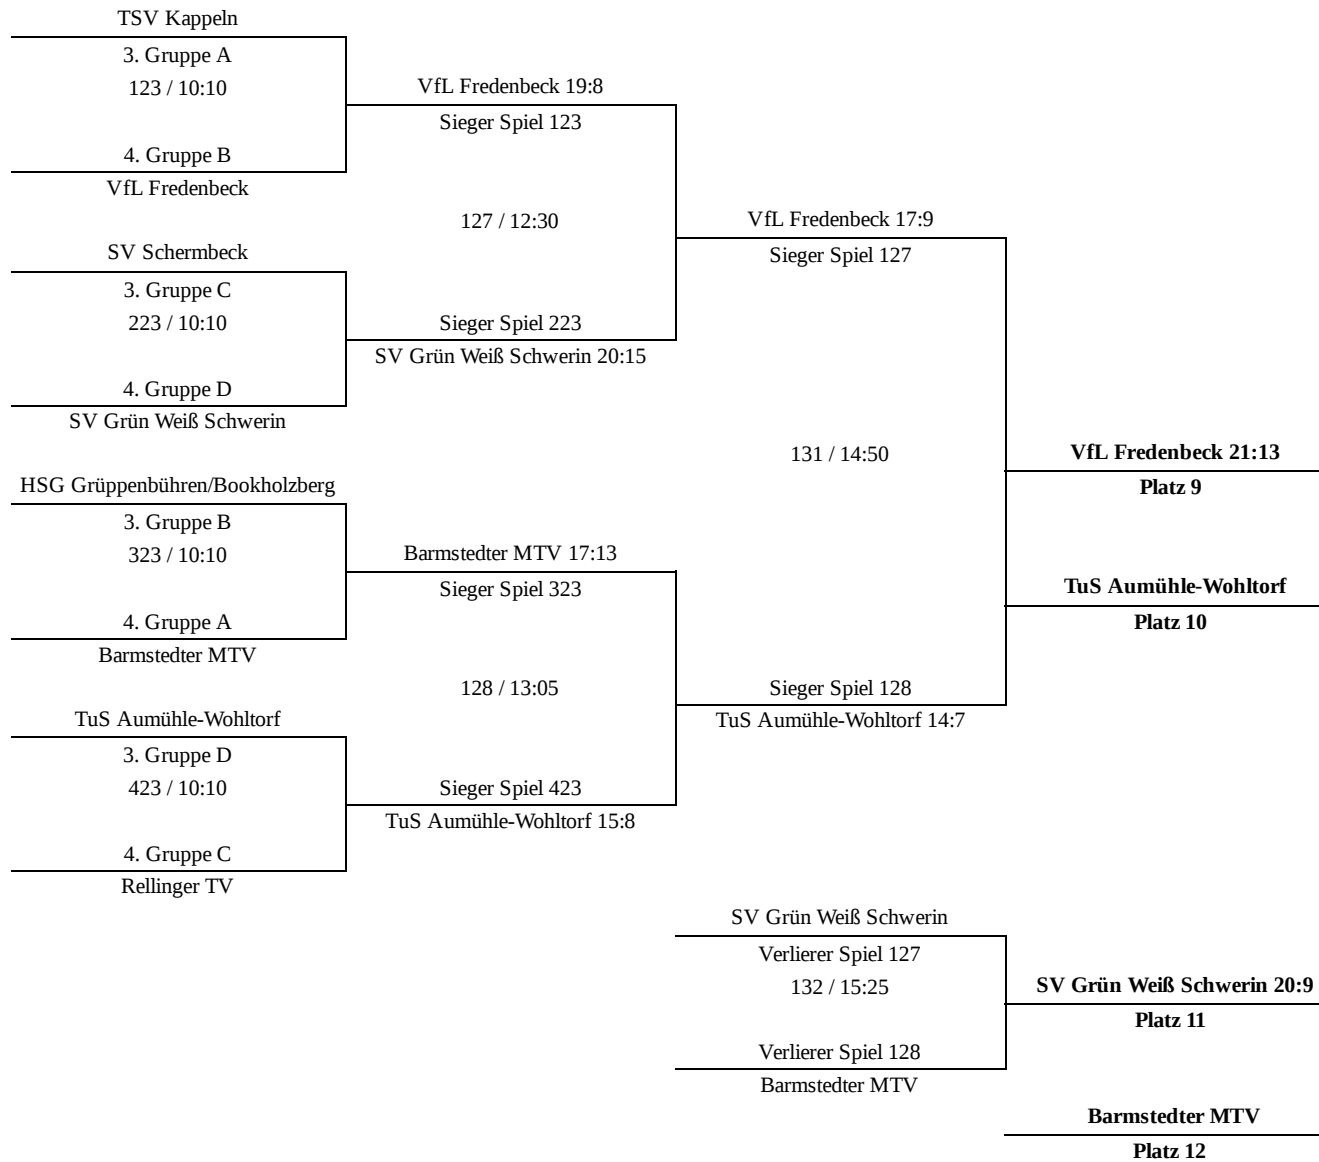 TSV Kappeln
3. Gruppe A
123 / 10:10
4. Gruppe B
VfL Fredenbeck
SV Schermbeck
3. Gruppe C
223 / 10:10
4. Gruppe D
SV Grün Weiß Schwerin
HSG Grüppenbühren/Bookholzberg
3. Gruppe B
323 / 10:10
4. Gruppe A
Barmstedter MTV
TuS Aumühle-Wohltorf
3. Gruppe D
423 / 10:10
4. Gruppe C
Rellinger TV
VfL Fredenbeck 19:8
Sieger Spiel 123
127 / 12:30
Sieger Spiel 223
SV Grün Weiß Schwerin 20:15
Barmstedter MTV 17:13
Sieger Spiel 323
128 / 13:05
Sieger Spiel 423
TuS Aumühle-Wohltorf 15:8
VfL Fredenbeck 17:9
Sieger Spiel 127
131 / 14:50
Sieger Spiel 128
TuS Aumühle-Wohltorf 14:7
VfL Fredenbeck 21:13
Platz 9
TuS Aumühle-Wohltorf
Platz 10
SV Grün Weiß Schwerin
Verlierer Spiel 127
132 / 15:25
Verlierer Spiel 128
Barmstedter MTV
SV Grün Weiß Schwerin 20:9
Platz 11
Barmstedter MTV
Platz 12